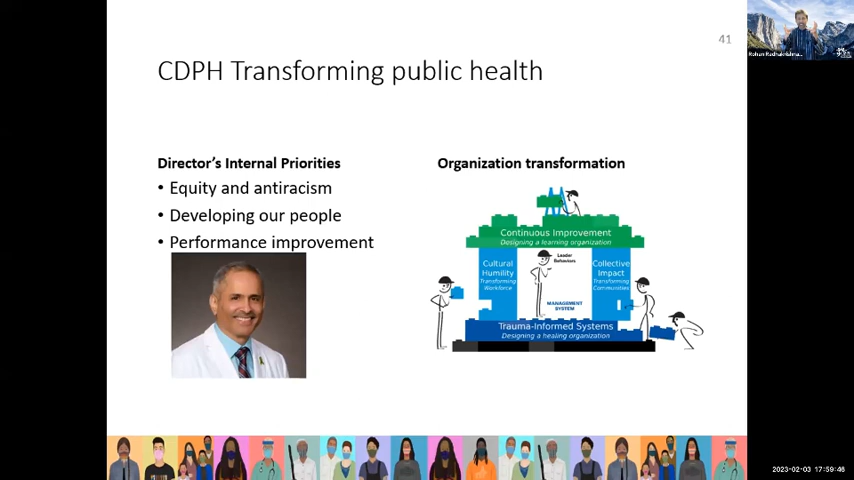 41
CDPH Transforming public health
Director's Internal Priorities
• Equity and antiracism
• Developing our people
• Performance improvement
Organization transformation
Continuous Improvement
Designing a learning organization
Cultural
Humility
Transforming
Workforce
Leader
Behaviors
MANAGEMENT
SYSTEM
Collective
Impact
Transforming
Communities
Trauma-Informed Systems
Designing a healing organization
2023-02-03 17:59:46